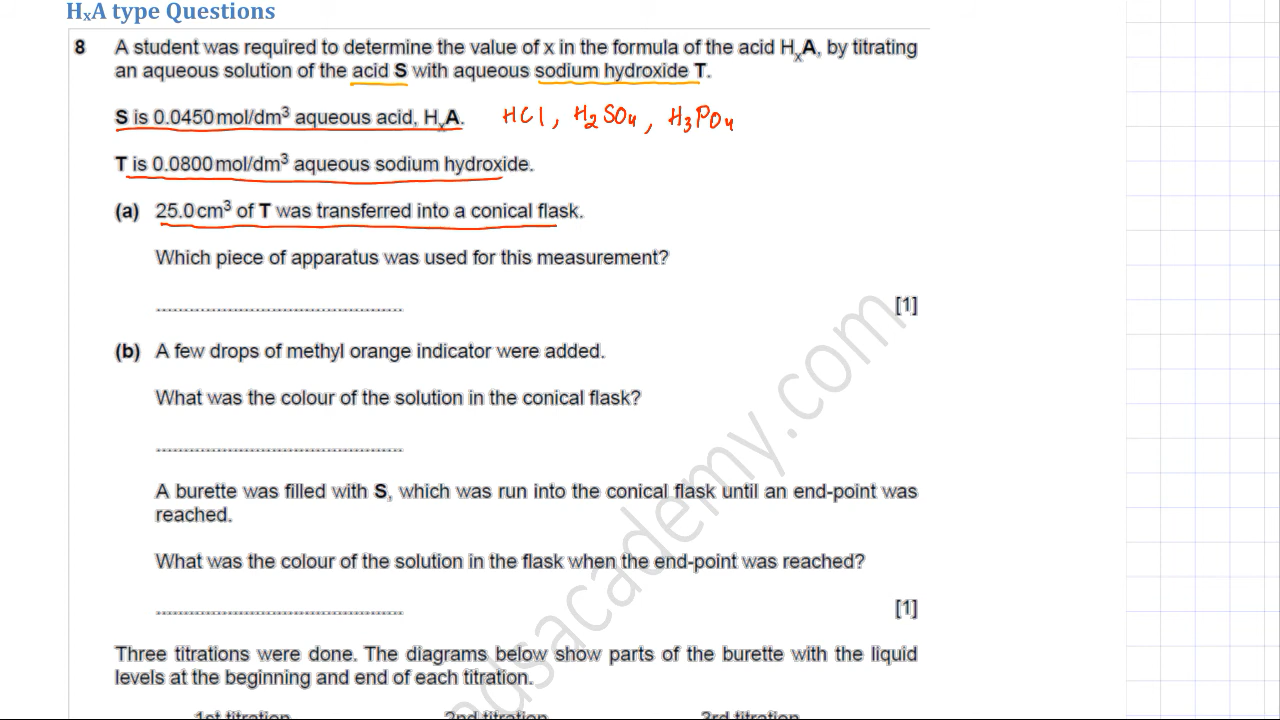 HₓA type Questions
8 A student was required to determine the value of x in the formula of the acid HₓA, by titrating
an aqueous solution of the acid S with aqueous sodium hydroxide T.
S is 0.0450 mol/dm³ aqueous acid, HₓA. HCl, H₂SO₄, H₃PO₄
T is 0.0800 mol/dm³ aqueous sodium hydroxide.
(a) 25.0 cm³ of T was transferred into a conical flask.
Which piece of apparatus was used for this measurement?
[1]
(b) A few drops of methyl orange indicator were added.
What was the colour of the solution in the conical flask?
A burette was filled with S, which was run into the conical flask until an end-point was
reached.
What was the colour of the solution in the flask when the end-point was reached?
[1]
Three titrations were done. The diagrams below show parts of the burette with the liquid
levels at the beginning and end of each titration.
1st titration 2nd titration 3rd titration